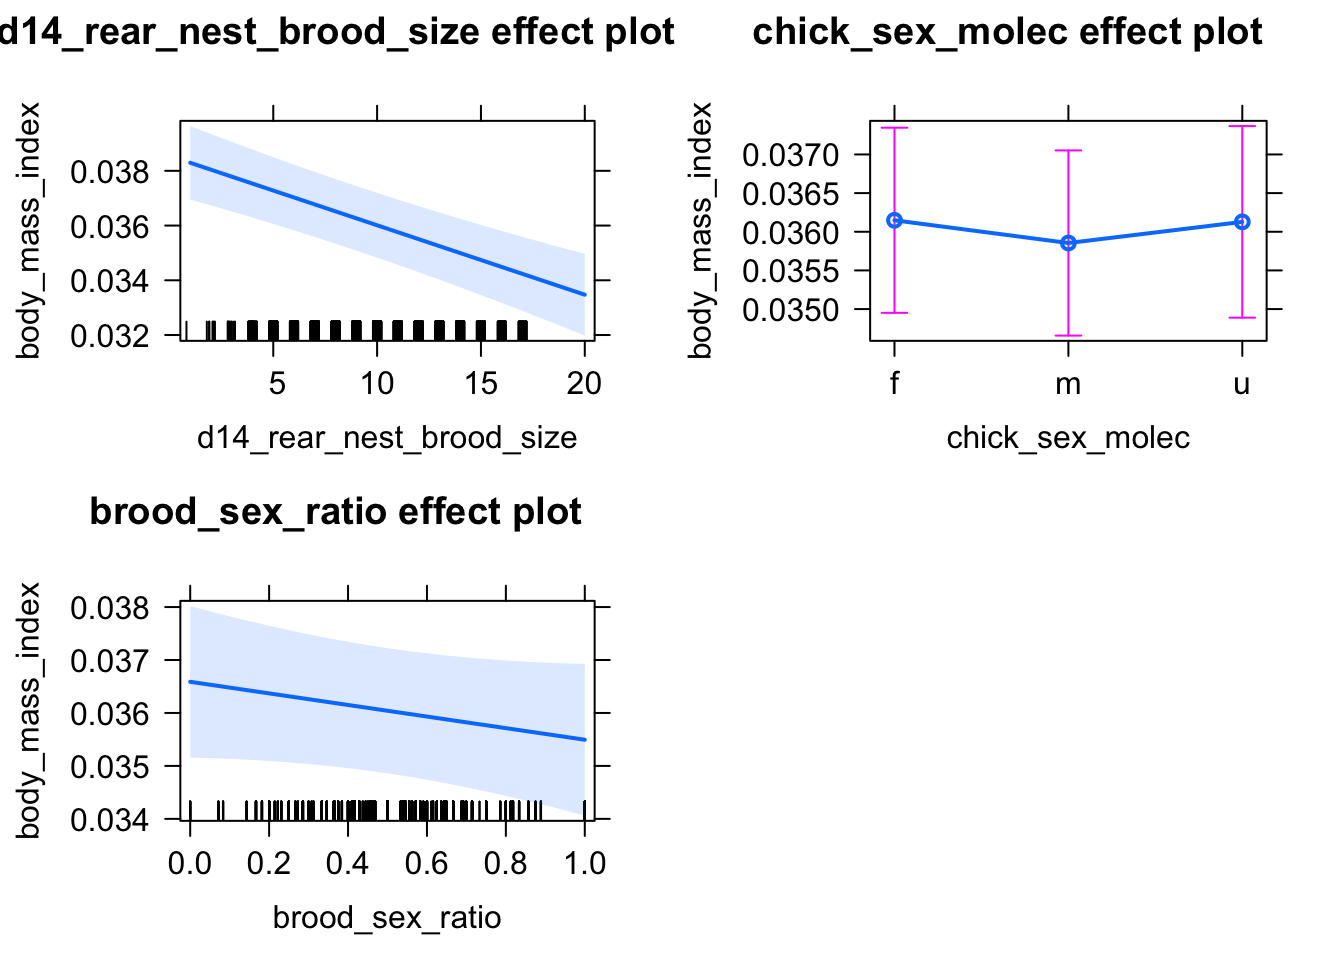 d14_rear_nest_brood_size effect plot
body_mass_index
0.038
0.036
0.034
0.032
5 10 15 20
d14_rear_nest_brood_size
chick_sex_molec effect plot
body_mass_index
0.0370
0.0365
0.0360
0.0355
0.0350
f m u
chick_sex_molec
brood_sex_ratio effect plot
body_mass_index
0.038
0.037
0.036
0.035
0.034
0.0 0.2 0.4 0.6 0.8 1.0
brood_sex_ratio